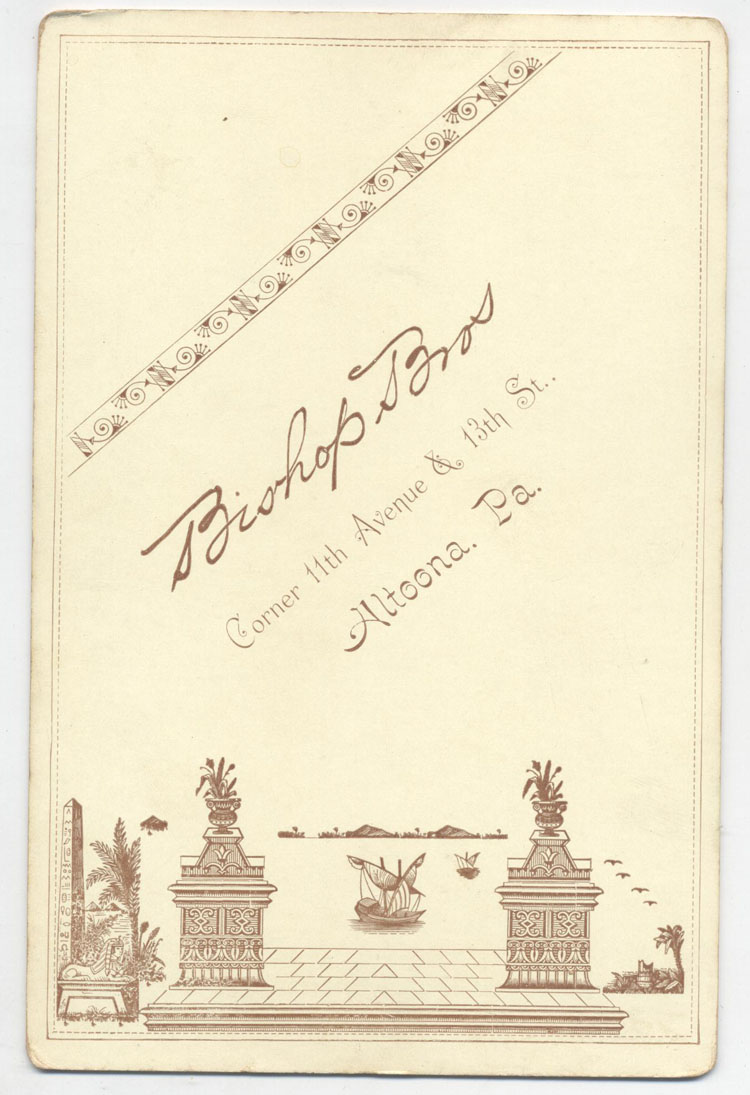 Bishop Bros
Corner 11th Avenue & 13th St..
Altoona. Pa.